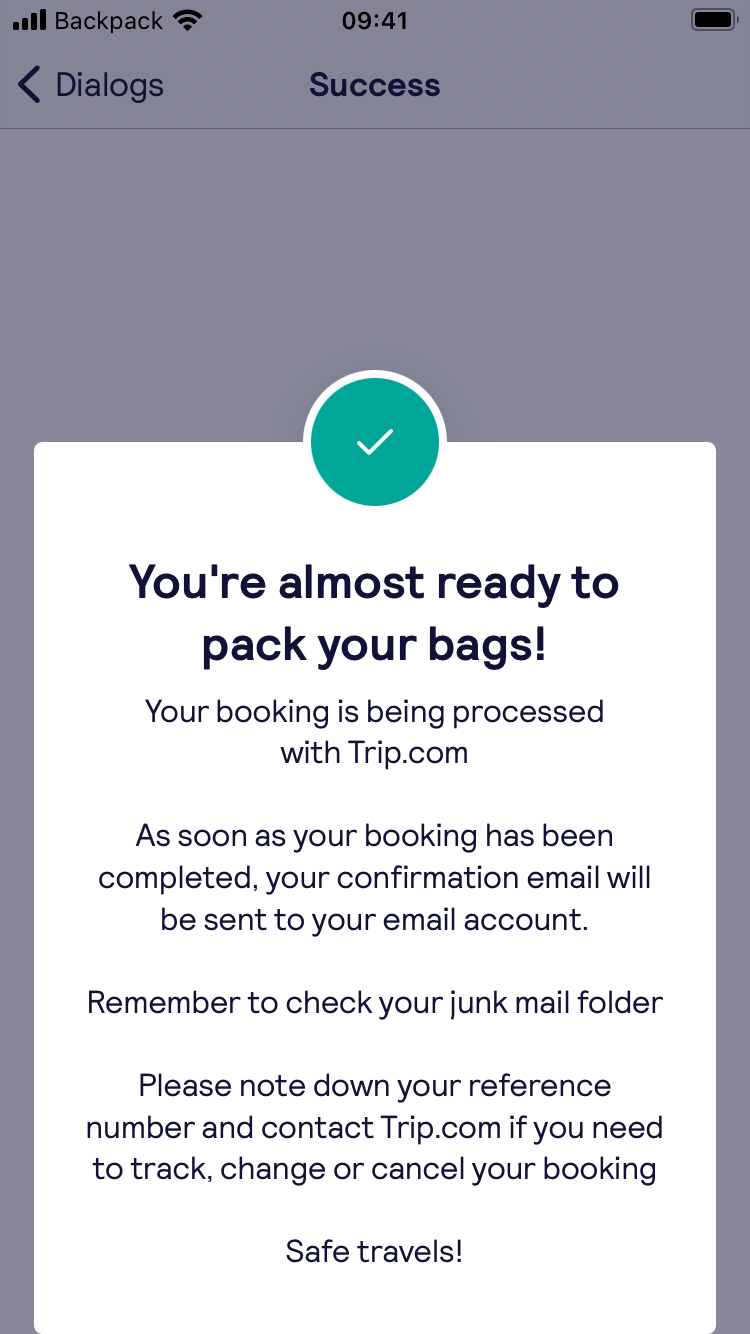 Backpack 09:41
Dialogs Success
You're almost ready to
pack your bags!
Your booking is being processed
with Trip.com
As soon as your booking has been
completed, your confirmation email will
be sent to your email account.
Remember to check your junk mail folder
Please note down your reference
number and contact Trip.com if you need
to track, change or cancel your booking
Safe travels!